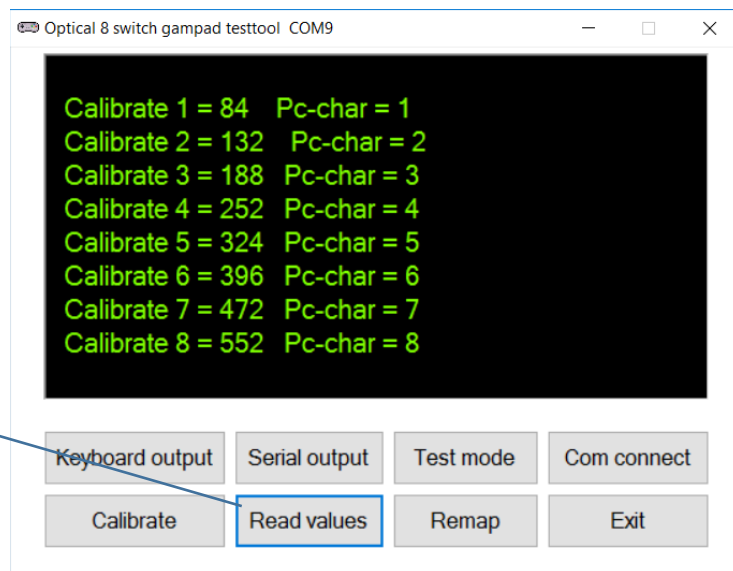 Optical 8 switch gampad testtool COM9
Calibrate 1 = 84 Pc-char = 1
Calibrate 2 = 132 Pc-char = 2
Calibrate 3 = 188 Pc-char = 3
Calibrate 4 = 252 Pc-char = 4
Calibrate 5 = 324 Pc-char = 5
Calibrate 6 = 396 Pc-char = 6
Calibrate 7 = 472 Pc-char = 7
Calibrate 8 = 552 Pc-char = 8
Keyboard output Serial output Test mode Com connect
Calibrate Read values Remap Exit